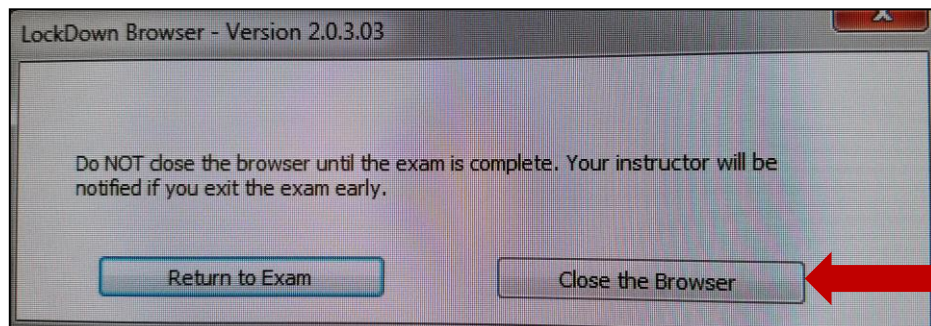 LockDown Browser - Version 2.0.3.03
X
Do NOT close the browser until the exam is complete. Your instructor will be
notified if you exit the exam early.
Return to Exam
Close the Browser